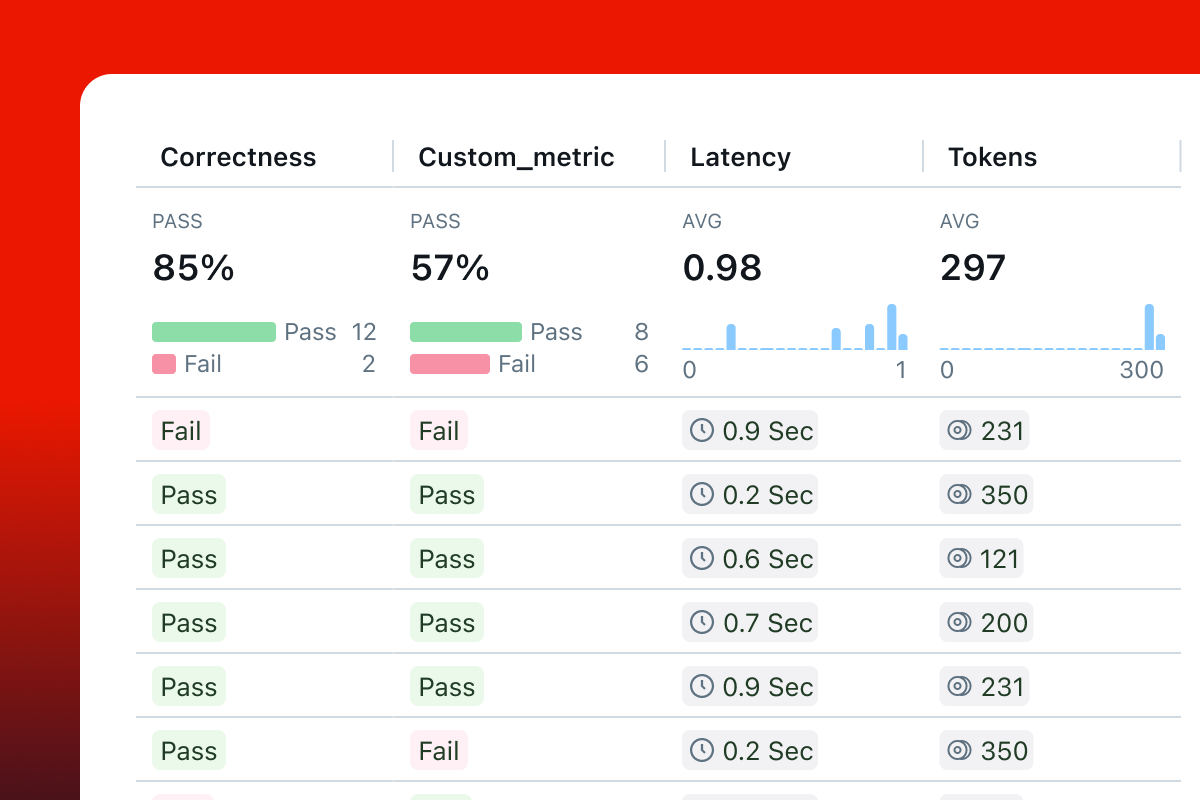 Correctness Custom_metric Latency Tokens
PASS PASS AVG AVG
85% 57% 0.98 297
Pass 12 Pass 8
Fail 2 Fail 6 0 1 0 300
Fail Fail 0.9 Sec 231
Pass Pass 0.2 Sec 350
Pass Pass 0.6 Sec 121
Pass Pass 0.7 Sec 200
Pass Pass 0.9 Sec 231
Pass Fail 0.2 Sec 350